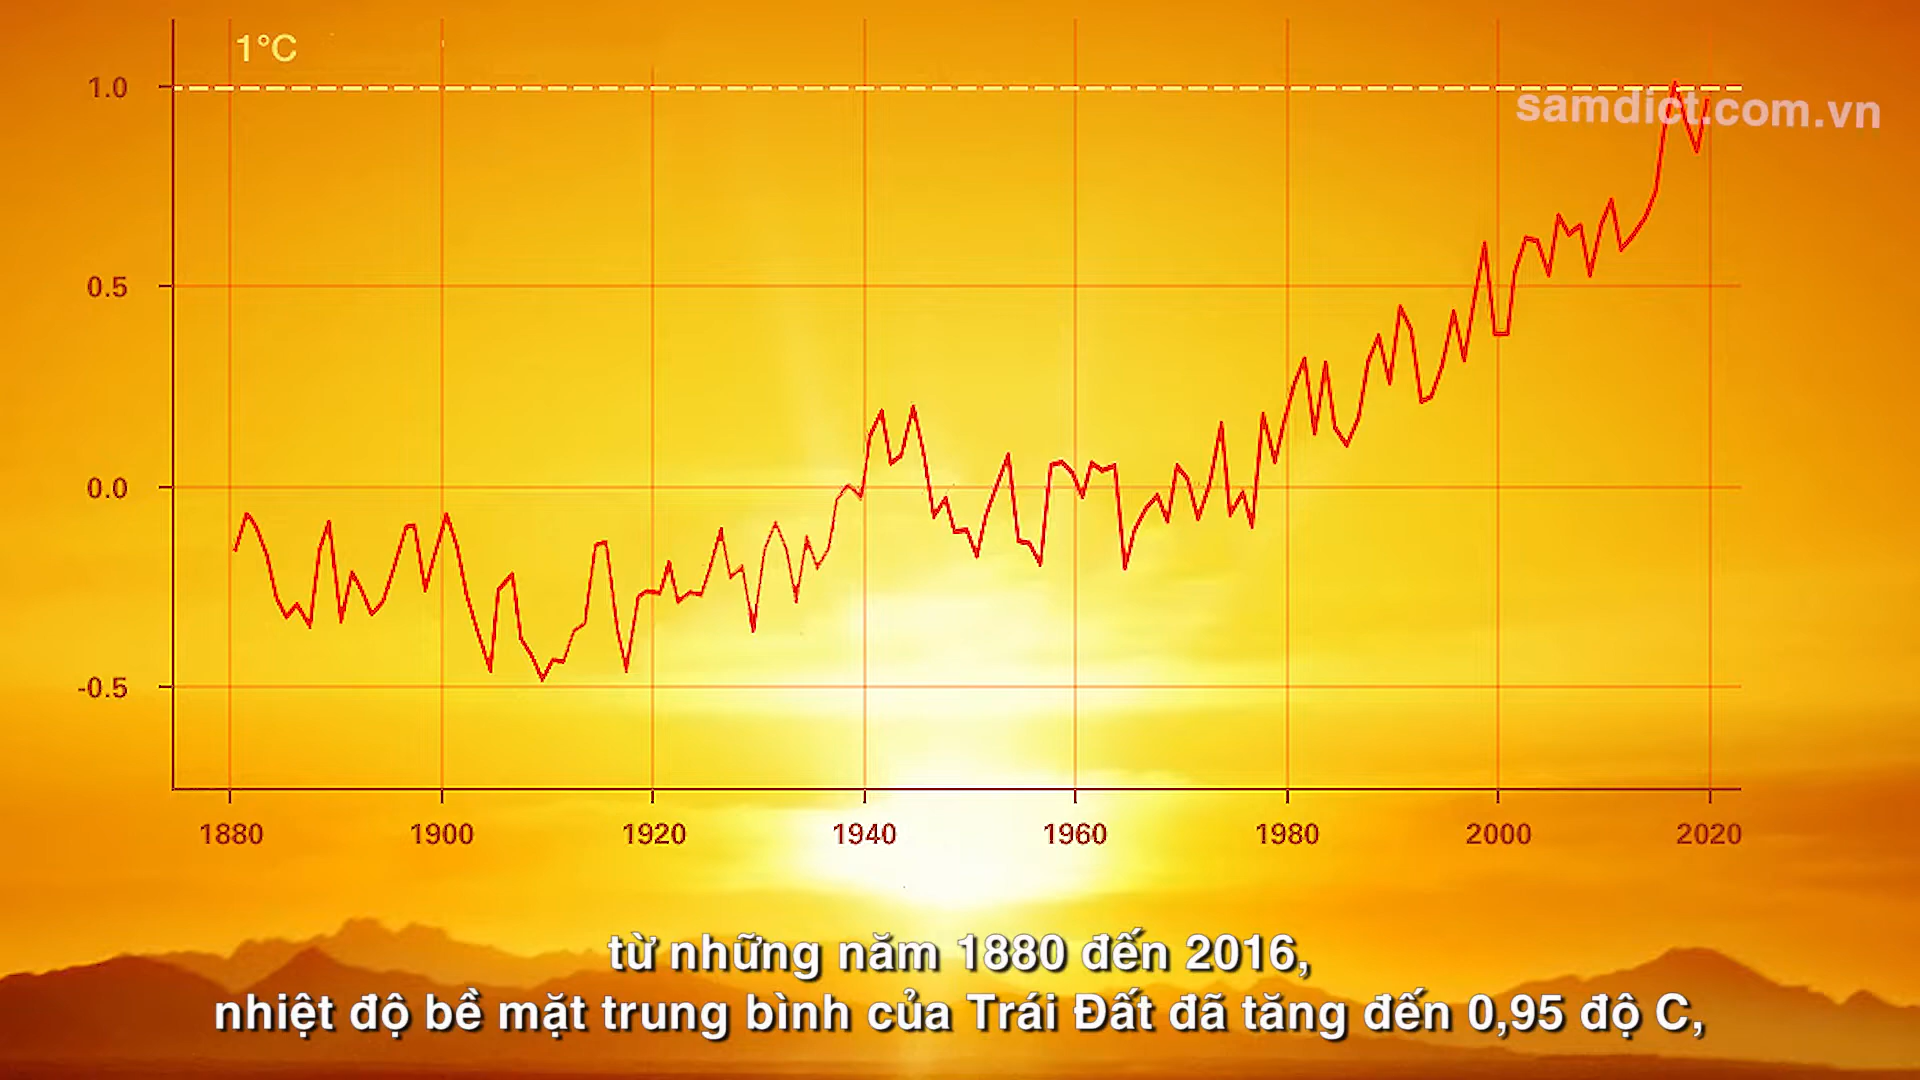 1°C
samdict.com.vn
1.0
0.5
0.0
-0.5
1880 1900 1920 1940 1960 1980 2000 2020
từ những năm 1880 đến 2016,
nhiệt độ bề mặt trung bình của Trái Đất đã tăng đến 0,95 độ C,